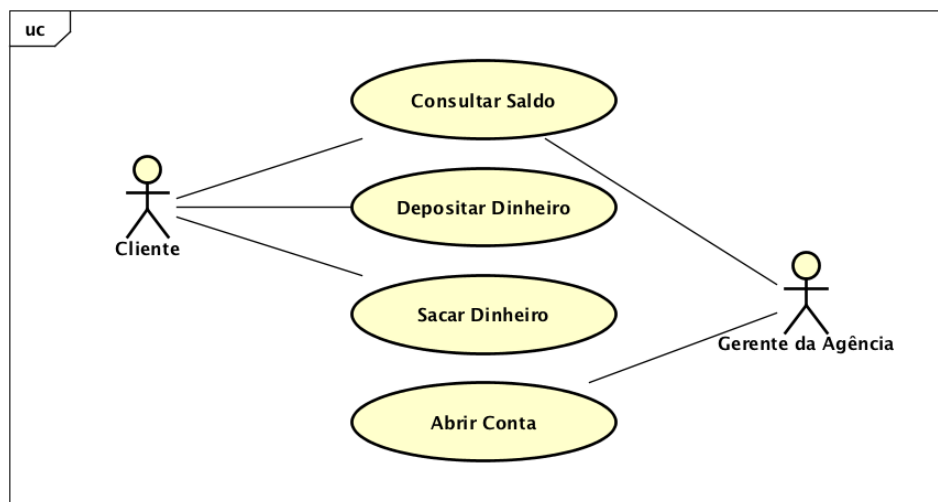 uc
Consultar Saldo
Depositar Dinheiro
Cliente
Sacar Dinheiro
Gerente da Agência
Abrir Conta